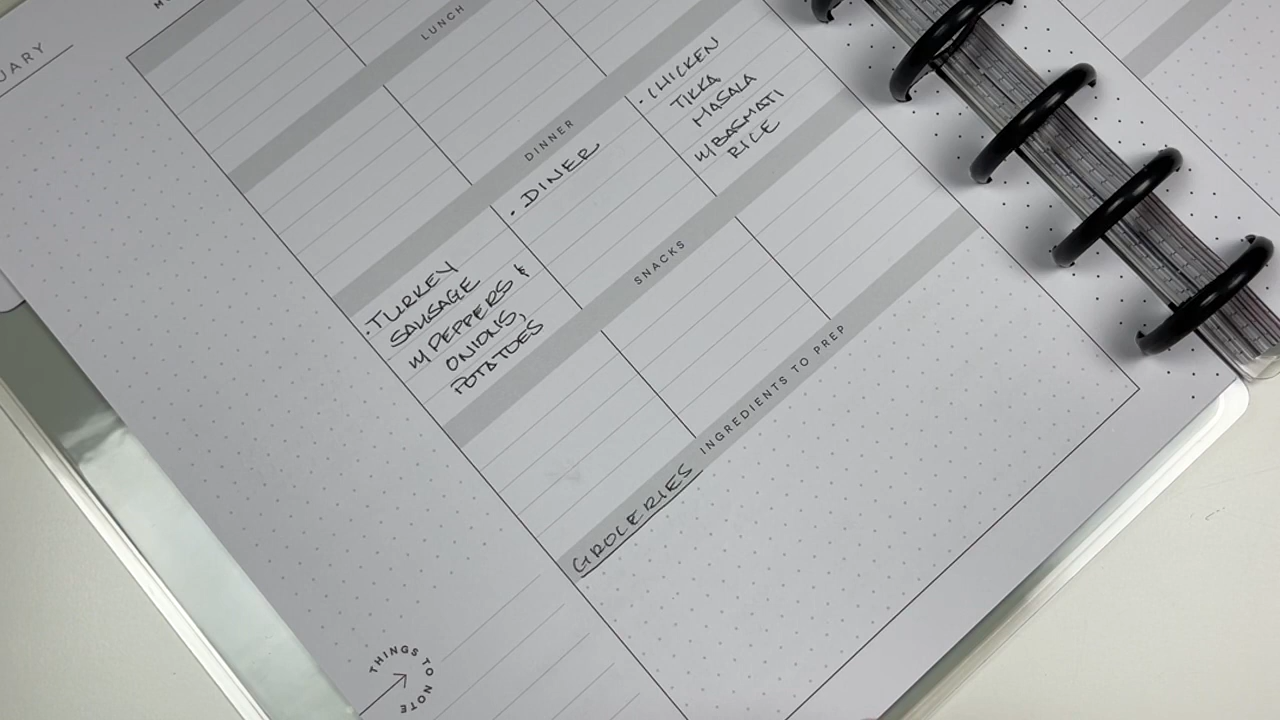 LUNCH
DINNER
· TURKEY
SAUSAGE
W/ PEPPERS &
ONIONS,
POTATOES
· DINER
· CHICKEN
TIKKA
MASALA
W/ BASMATI
RICE
SNACKS
INGREDIENTS TO PREP
GROCERIES
THINGS TO NOTE